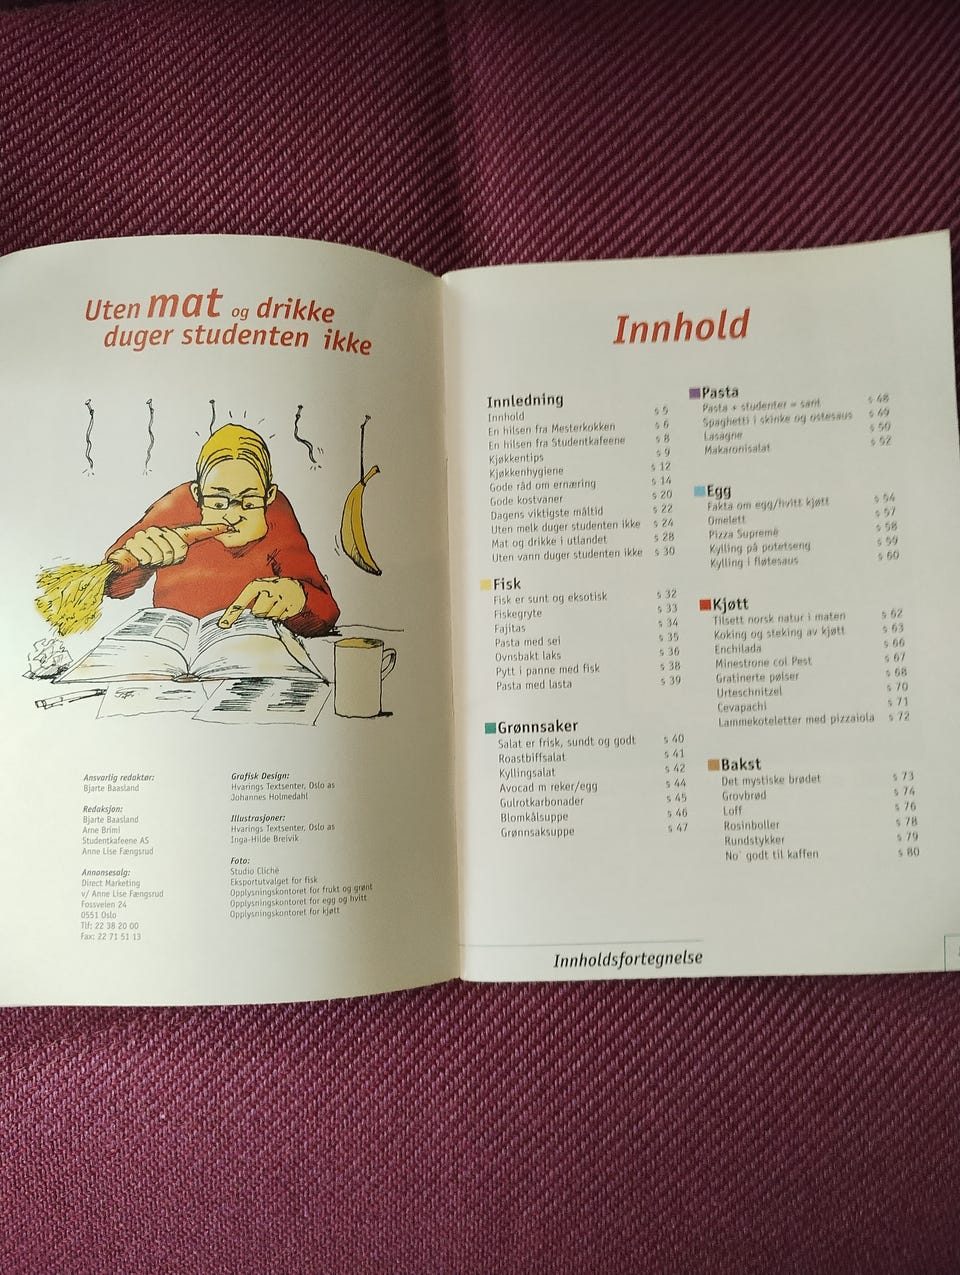 Uten mat og drikke
duger studenten ikke
Ansvarlig redaktør:
Bjarte Baasland
Redaksjon:
Bjarte Baasland
Arne Brimi
Studentkafeene AS
Anne Lise Fængsrud
Annonsesalg:
Direct Marketing
v/ Anne Lise Fængsrud
Fossveien 24
0551 Oslo
Tlf: 22 38 20 00
Fax: 22 71 51 13
Grafisk Design:
Hvarings Textsenter, Oslo as
Johannes Holmedahl
Illustrasjoner:
Hvarings Textsenter, Oslo as
Inga-Hilde Breivik
Foto:
Studio Clichè
Eksportutvalget for fisk
Opplysningskontoret for frukt og grønt
Opplysningskontoret for egg og hvitt
Opplysningskontoret for kjøtt
Innhold
Innledning
Innhold s 5
En hilsen fra Mesterkokken s 6
En hilsen fra Studentkafeene s 8
Kjøkkentips s 9
Kjøkkenhygiene s 12
Gode råd om ernæring s 14
Gode kostvaner s 20
Dagens viktigste måltid s 22
Uten melk duger studenten ikke s 24
Mat og drikke i utlandet s 28
Uten vann duger studenten ikke s 30
Fisk
Fisk er sunt og eksotisk s 32
Fiskegryte s 33
Fajitas s 34
Pasta med sei s 35
Ovnsbakt laks s 36
Pytt i panne med fisk s 38
Pasta med lasta s 39
Grønnsaker
Salat er frisk, sundt og godt s 40
Roastbiffsalat s 41
Kyllingsalat s 42
Avocad m reker/egg s 44
Gulrotkarbonader s 45
Blomkålsuppe s 46
Grønnsaksuppe s 47
Pasta
Pasta + studenter = sant s 48
Spaghetti i skinke og ostesaus s 49
Lasagne s 50
Makaronisalat s 52
Egg
Fakta om egg/hvitt kjøtt s 54
Omelett s 57
Pizza Supremè s 58
Kylling på potetseng s 59
Kylling i fløtesaus s 60
Kjøtt
Tilsett norsk natur i maten s 62
Koking og steking av kjøtt s 63
Enchilada s 66
Minestrone col Pest s 67
Gratinerte pølser s 68
Urteschnitzel s 70
Cevapachi s 71
Lammekoteletter med pizzaiola s 72
Bakst
Det mystiske brødet s 73
Grovbrød s 74
Loff s 76
Rosinboller s 78
Rundstykker s 79
No` godt til kaffen s 80
Innholdsfortegnelse